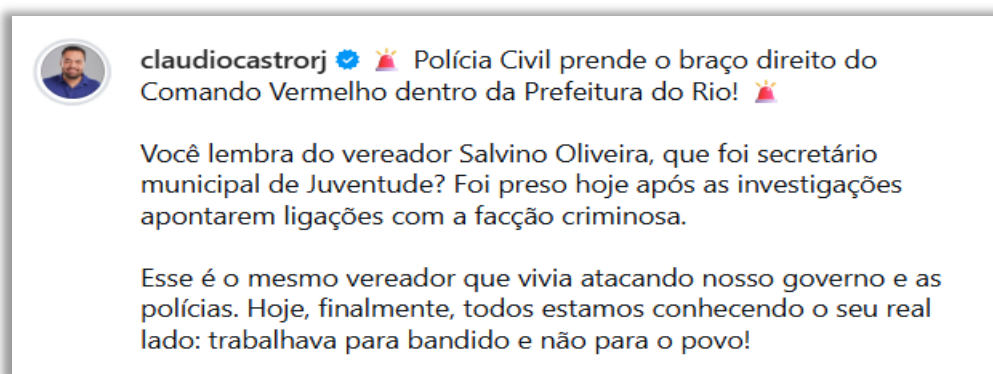 claudiocastrorj 🚨 Polícia Civil prende o braço direito do
Comando Vermelho dentro da Prefeitura do Rio! 🚨
Você lembra do vereador Salvino Oliveira, que foi secretário
municipal de Juventude? Foi preso hoje após as investigações
apontarem ligações com a facção criminosa.
Esse é o mesmo vereador que vivia atacando nosso governo e as
polícias. Hoje, finalmente, todos estamos conhecendo o seu real
lado: trabalhava para bandido e não para o povo!